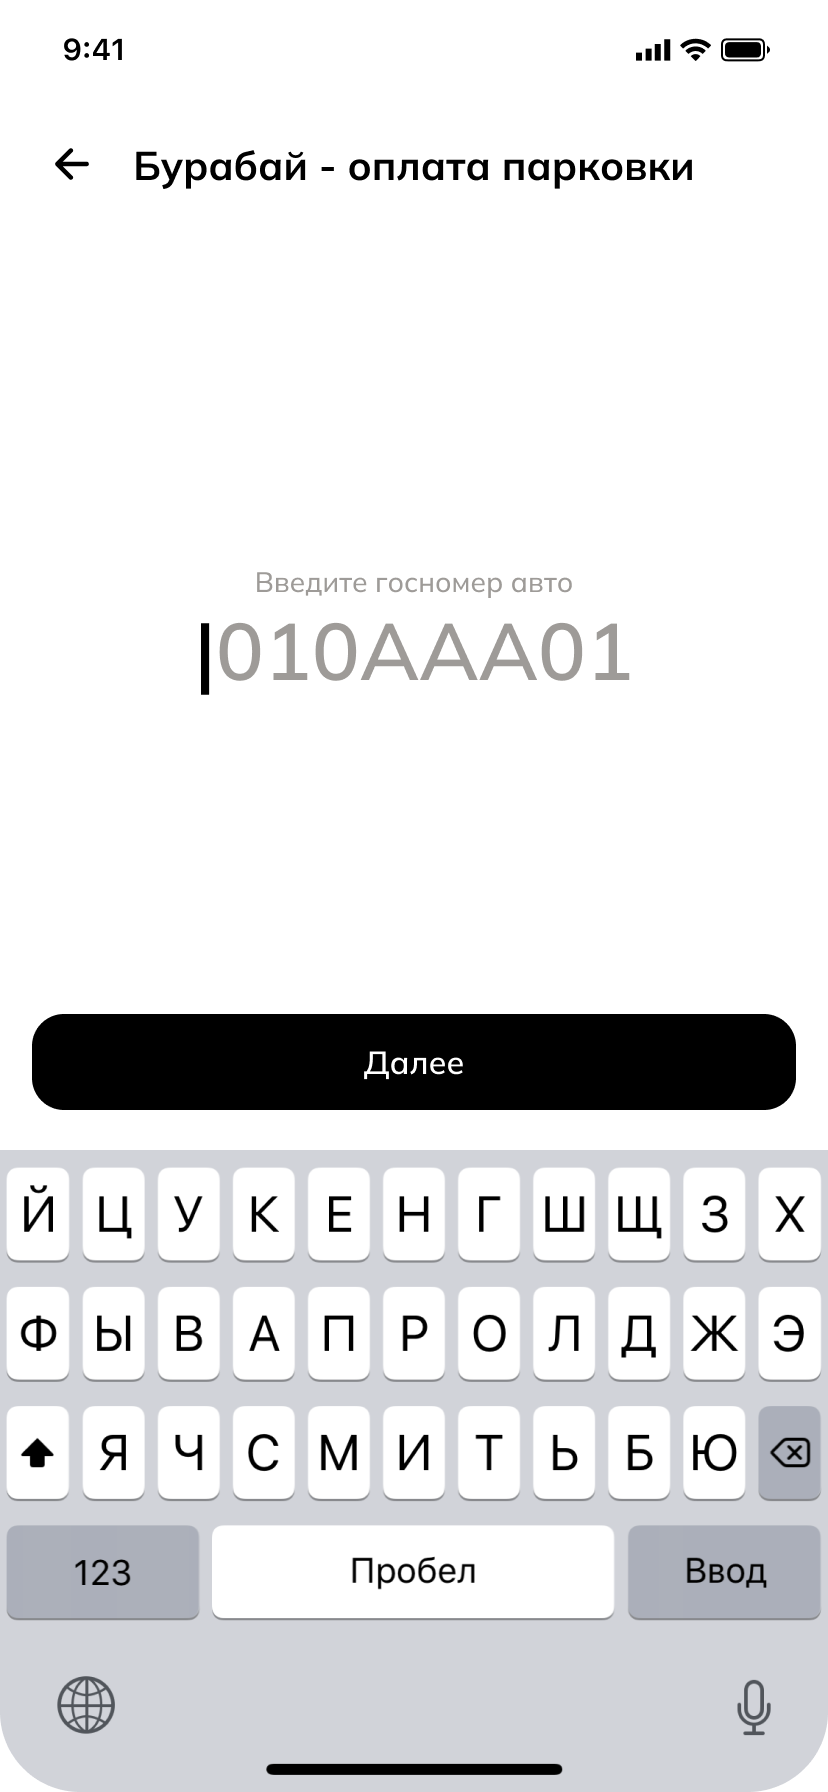 9:41
Бурабай - оплата парковки
Введите госномер авто
010AAA01
Далее
Й Ц У К Е Н Г Ш Щ З Х
Ф Ы В А П Р О Л Д Ж Э
Я Ч С М И Т Ь Б Ю
123 Пробел Ввод